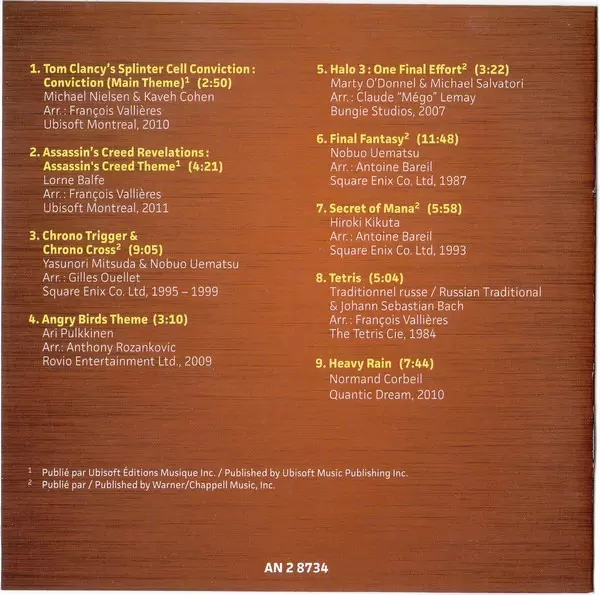 1. Tom Clancy's Splinter Cell Conviction :
Conviction (Main Theme)¹ (2:50)
Michael Nielsen & Kaveh Cohen
Arr. : François Vallières
Ubisoft Montreal, 2010
2. Assassin's Creed Revelations :
Assassin's Creed Theme¹ (4:21)
Lorne Balfe
Arr. : François Vallières
Ubisoft Montreal, 2011
3. Chrono Trigger &
Chrono Cross² (9:05)
Yasunori Mitsuda & Nobuo Uematsu
Arr. : Gilles Ouellet
Square Enix Co. Ltd, 1995 – 1999
4. Angry Birds Theme (3:10)
Ari Pulkkinen
Arr.: Anthony Rozankovic
Rovio Entertainment Ltd., 2009
5. Halo 3 : One Final Effort² (3:22)
Marty O'Donnel & Michael Salvatori
Arr. : Claude "Mégo" Lemay
Bungie Studios, 2007
6. Final Fantasy² (11:48)
Nobuo Uematsu
Arr. : Antoine Bareil
Square Enix Co. Ltd, 1987
7. Secret of Mana² (5:58)
Hiroki Kikuta
Arr. : Antoine Bareil
Square Enix Co. Ltd, 1993
8. Tetris (5:04)
Traditionnel russe / Russian Traditional
& Johann Sebastian Bach
Arr. : François Vallières
The Tetris Cie, 1984
9. Heavy Rain (7:44)
Normand Corbeil
Quantic Dream, 2010
¹ Publié par Ubisoft Éditions Musique Inc. / Published by Ubisoft Music Publishing Inc.
² Publié par / Published by Warner/Chappell Music, Inc.
AN 2 8734